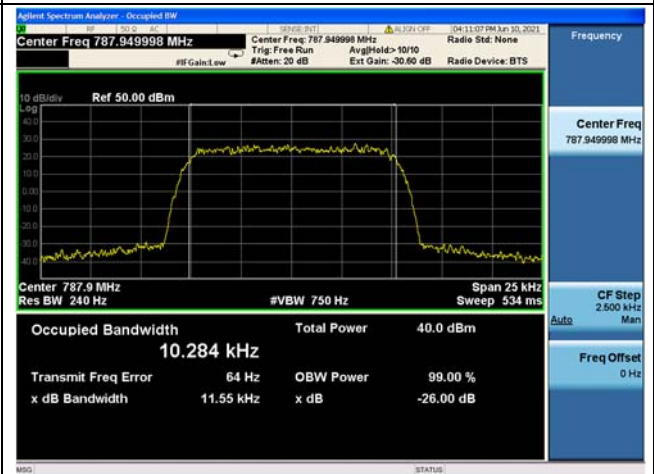 Agilent Spectrum Analyzer - Occupied BW
RF 50 Ω AC SENSE:INT ALIGN OFF 04:11:07 PM Jun 10, 2021
Center Freq 787.949998 MHz
Center Freq: 787.949998 MHz Radio Std: None
Trig: Free Run Avg|Hold:> 10/10
#IFGain:Low #Atten: 20 dB Ext Gain: -30.60 dB Radio Device: BTS
Frequency
10 dB/div Ref 50.00 dBm
Log
40.0
30.0
20.0
10.0
0.00
-10.0
-20.0
-30.0
-40.0
Center Freq
787.949998 MHz
Center 787.9 MHz Span 25 kHz
Res BW 240 Hz #VBW 750 Hz Sweep 534 ms
CF Step
2.500 kHz
Auto Man
Occupied Bandwidth Total Power 40.0 dBm
10.284 kHz
Transmit Freq Error 64 Hz OBW Power 99.00 %
x dB Bandwidth 11.55 kHz x dB -26.00 dB
Freq Offset
0 Hz
MSG STATUS